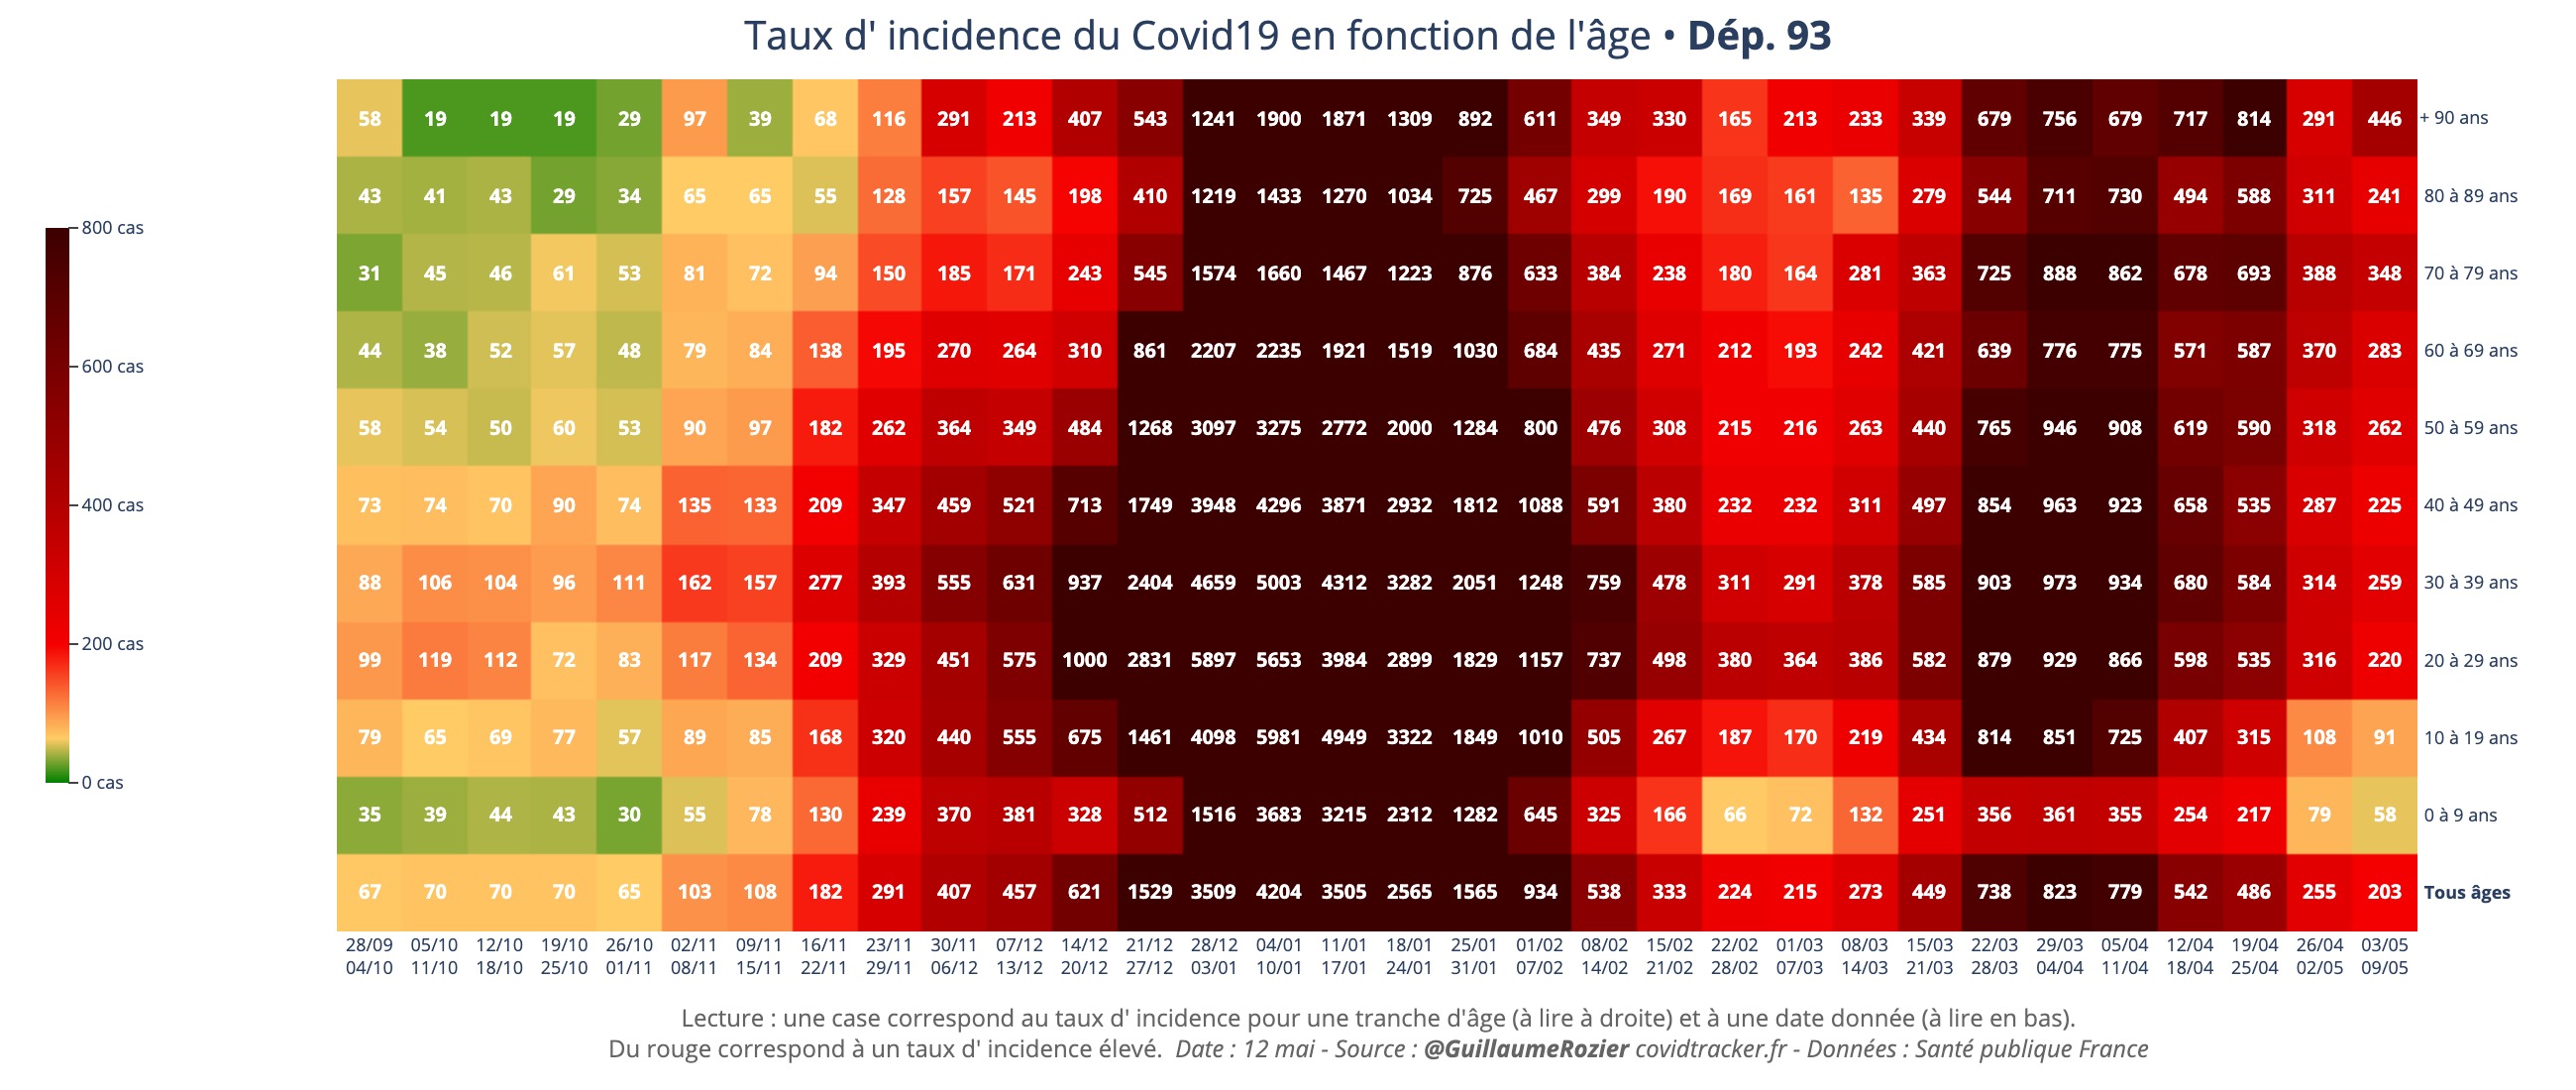 Taux d' incidence du Covid19 en fonction de l'âge • Dép. 93
800 cas
600 cas
400 cas
200 cas
0 cas
58 19 19 19 29 97 39 68 116 291 213 407 543 1241 1900 1871 1309 892 611 349 330 165 213 233 339 679 756 679 717 814 291 446 + 90 ans
43 41 43 29 34 65 65 55 128 157 145 198 410 1219 1433 1270 1034 725 467 299 190 169 161 135 279 544 711 730 494 588 311 241 80 à 89 ans
31 45 46 61 53 81 72 94 150 185 171 243 545 1574 1660 1467 1223 876 633 384 238 180 164 281 363 725 888 862 678 693 388 348 70 à 79 ans
44 38 52 57 48 79 84 138 195 270 264 310 861 2207 2235 1921 1519 1030 684 435 271 212 193 242 421 639 776 775 571 587 370 283 60 à 69 ans
58 54 50 60 53 90 97 182 262 364 349 484 1268 3097 3275 2772 2000 1284 800 476 308 215 216 263 440 765 946 908 619 590 318 262 50 à 59 ans
73 74 70 90 74 135 133 209 347 459 521 713 1749 3948 4296 3871 2932 1812 1088 591 380 232 232 311 497 854 963 923 658 535 287 225 40 à 49 ans
88 106 104 96 111 162 157 277 393 555 631 937 2404 4659 5003 4312 3282 2051 1248 759 478 311 291 378 585 903 973 934 680 584 314 259 30 à 39 ans
99 119 112 72 83 117 134 209 329 451 575 1000 2831 5897 5653 3984 2899 1829 1157 737 498 380 364 386 582 879 929 866 598 535 316 220 20 à 29 ans
79 65 69 77 57 89 85 168 320 440 555 675 1461 4098 5981 4949 3322 1849 1010 505 267 187 170 219 434 814 851 725 407 315 108 91 10 à 19 ans
35 39 44 43 30 55 78 130 239 370 381 328 512 1516 3683 3215 2312 1282 645 325 166 66 72 132 251 356 361 355 254 217 79 58 0 à 9 ans
67 70 70 70 65 103 108 182 291 407 457 621 1529 3509 4204 3505 2565 1565 934 538 333 224 215 273 449 738 823 779 542 486 255 203 Tous âges
28/09 05/10 12/10 19/10 26/10 02/11 09/11 16/11 23/11 30/11 07/12 14/12 21/12 28/12 04/01 11/01 18/01 25/01 01/02 08/02 15/02 22/02 01/03 08/03 15/03 22/03 29/03 05/04 12/04 19/04 26/04 03/05
04/10 11/10 18/10 25/10 01/11 08/11 15/11 22/11 29/11 06/12 13/12 20/12 27/12 03/01 10/01 17/01 24/01 31/01 07/02 14/02 21/02 28/02 07/03 14/03 21/03 28/03 04/04 11/04 18/04 25/04 02/05 09/05
Lecture : une case correspond au taux d' incidence pour une tranche d'âge (à lire à droite) et à une date donnée (à lire en bas).
Du rouge correspond à un taux d' incidence élevé. Date : 12 mai - Source : @GuillaumeRozier covidtracker.fr - Données : Santé publique France